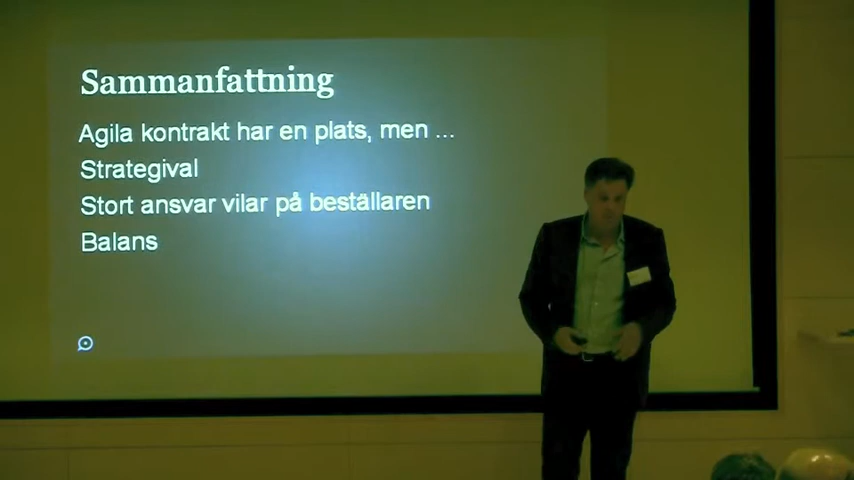 Sammanfattning
Agila kontrakt har en plats, men ...
Strategival
Stort ansvar vilar på beställaren
Balans